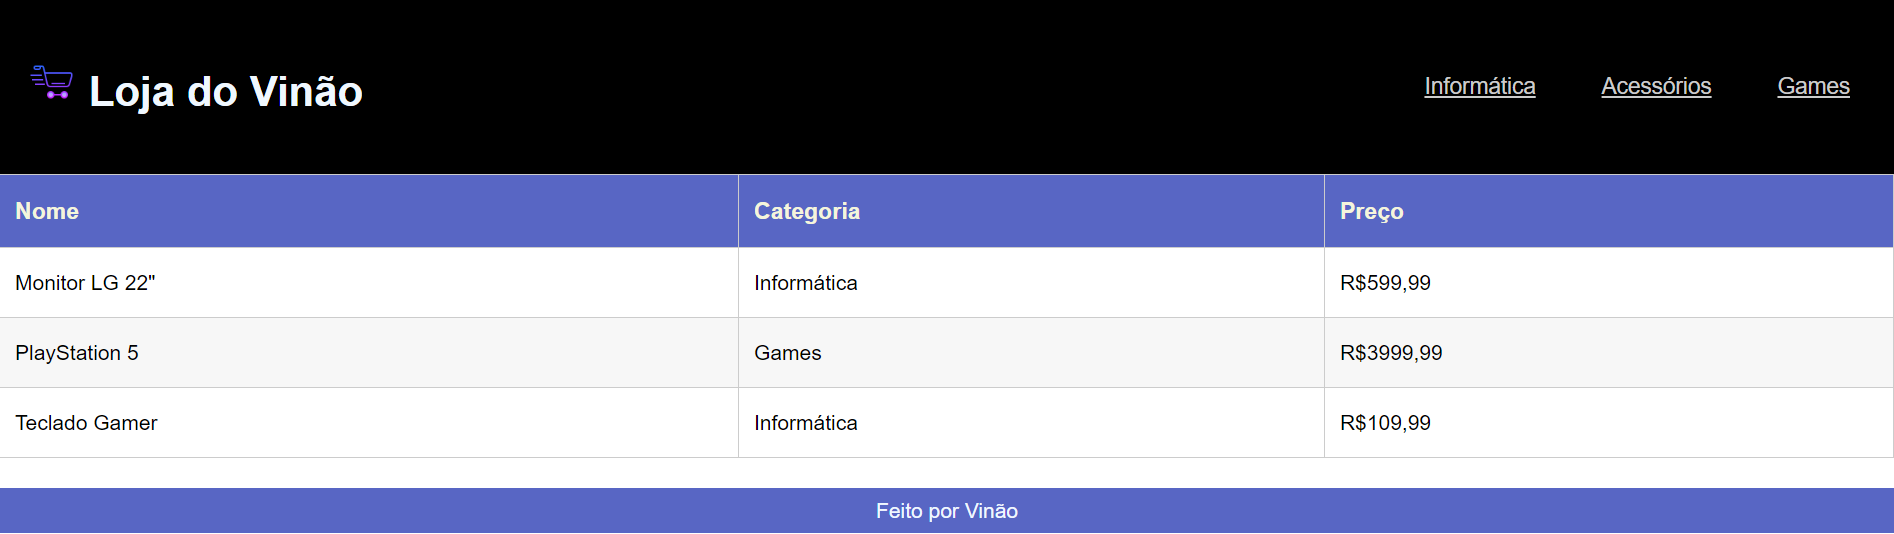 Loja do Vinão
Informática Acessórios Games
Nome Categoria Preço
Monitor LG 22" Informática R$599,99
PlayStation 5 Games R$3999,99
Teclado Gamer Informática R$109,99
Feito por Vinão